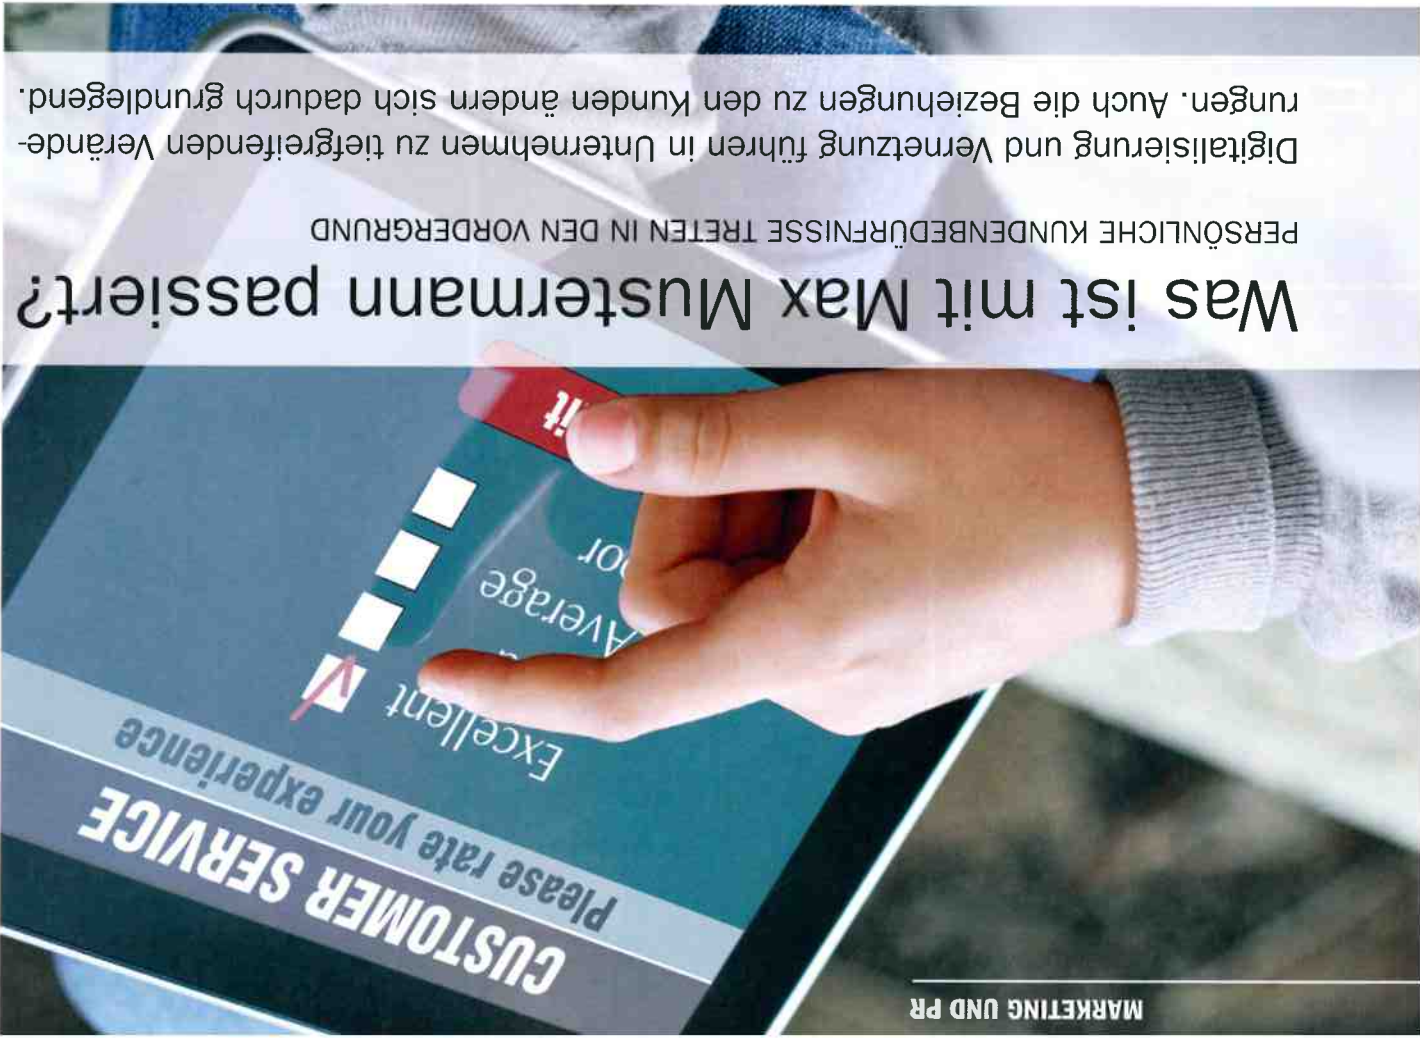 MARKETING UND PR
CUSTOMER SERVICE
Please rate your experience
Excellent
Average
Was ist mit Max Mustermann passiert?
PERSÖNLICHE KUNDENBEDÜRFNISSE TRETEN IN DEN VORDERGRUND
Digitalisierung und Vernetzung führen in Unternehmen zu tiefgreifenden Verände-
rungen. Auch die Beziehungen zu den Kunden ändern sich dadurch grundlegend.